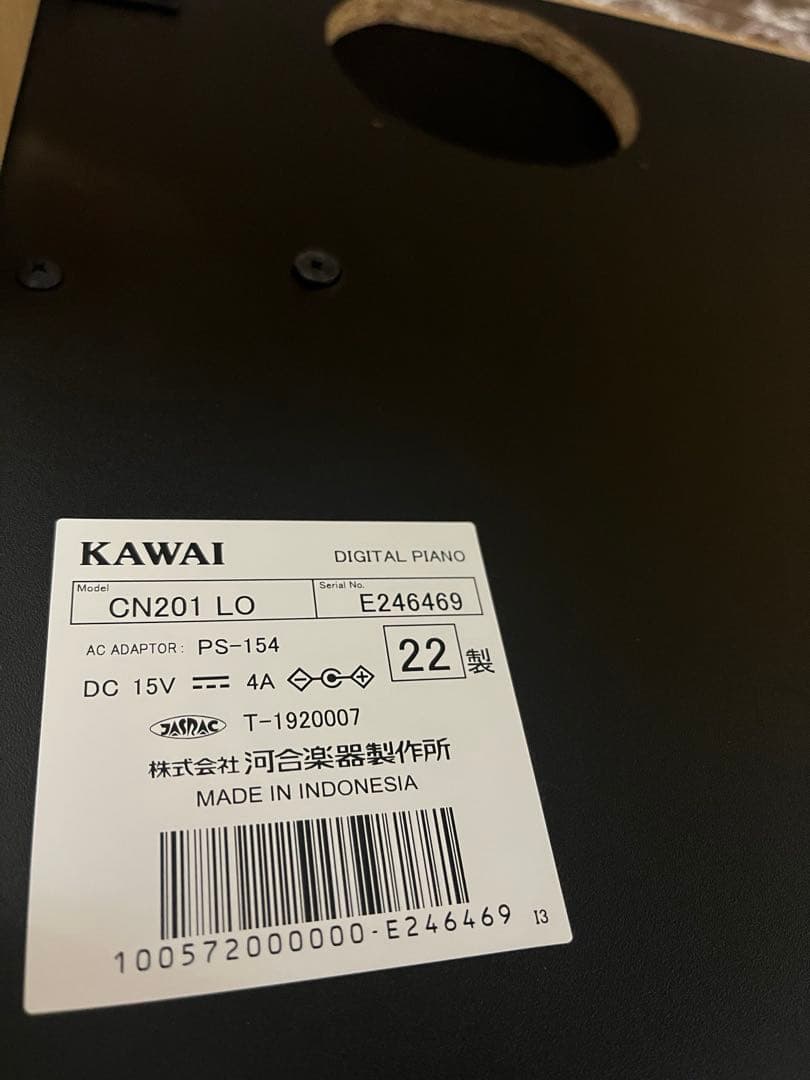 KAWAI DIGITAL PIANO
Model CN201 LO Serial No. E246469
AC ADAPTOR: PS-154
22 製
DC 15V 4A
JASRAC T-1920007
株式会社 河合楽器製作所
MADE IN INDONESIA
100572000000-E246469 I3